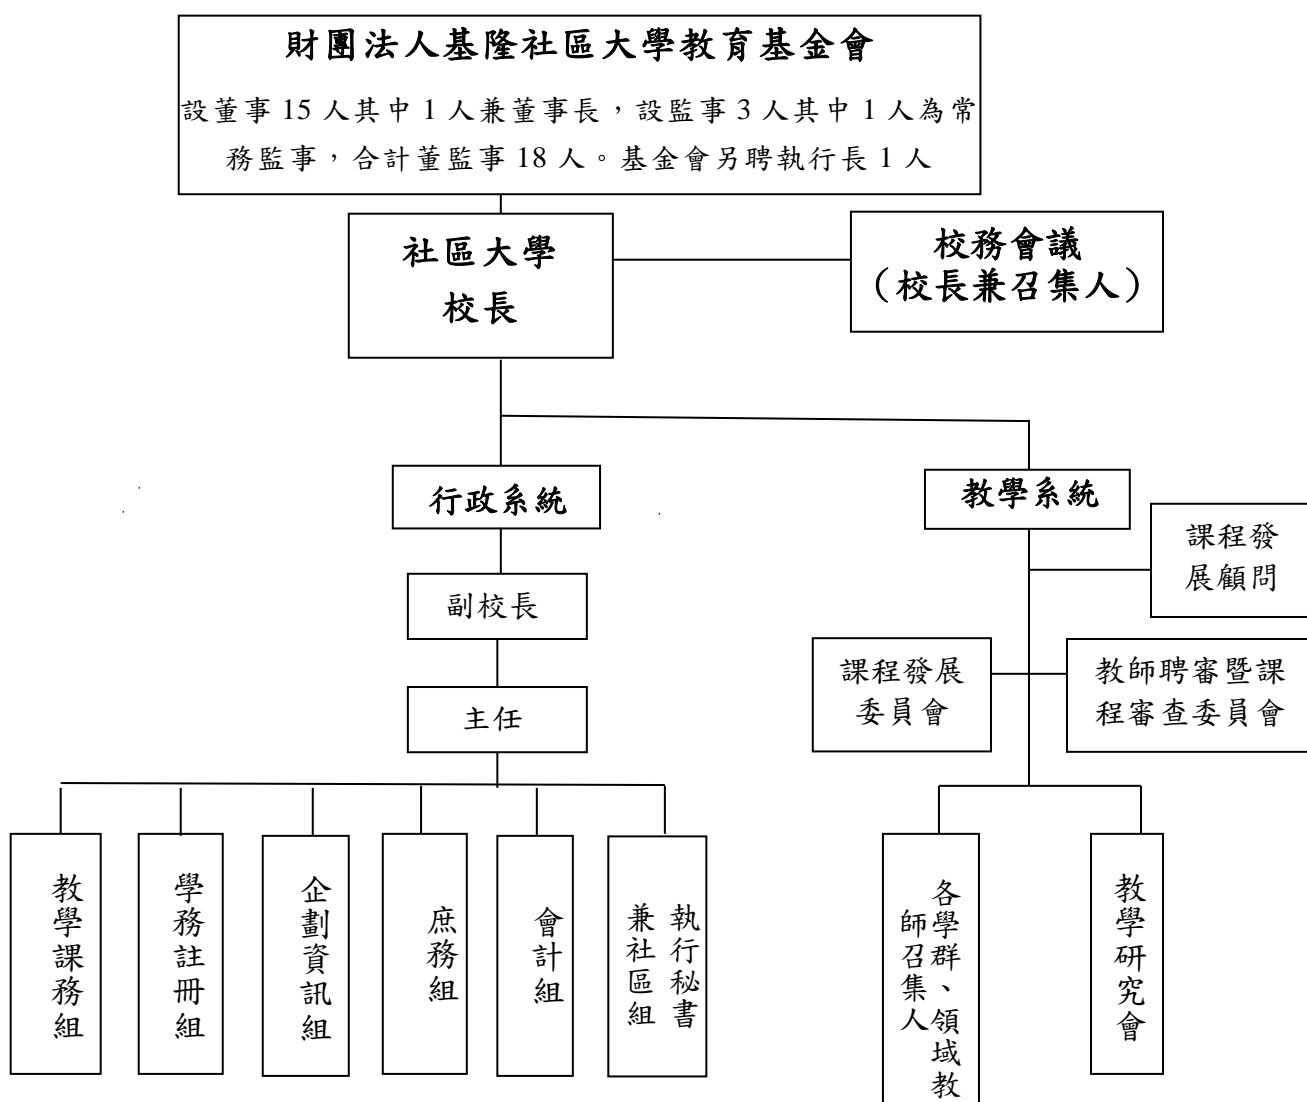 財團法人基隆社區大學教育基金會
設董事 15 人其中 1 人兼董事長，設監事 3 人其中 1 人為常
務監事，合計董監事 18 人。基金會另聘執行長 1 人
社區大學
校長
校務會議
（校長兼召集人）
行政系統
教學系統
課程發
展顧問
副校長
課程發展
委員會
教師聘審暨課
程審查委員會
主任
教學課務組
學務註冊組
企劃資訊組
庶務組
會計組
執行秘書
兼社區組
各學群、領域教
師召集人
教學研究會